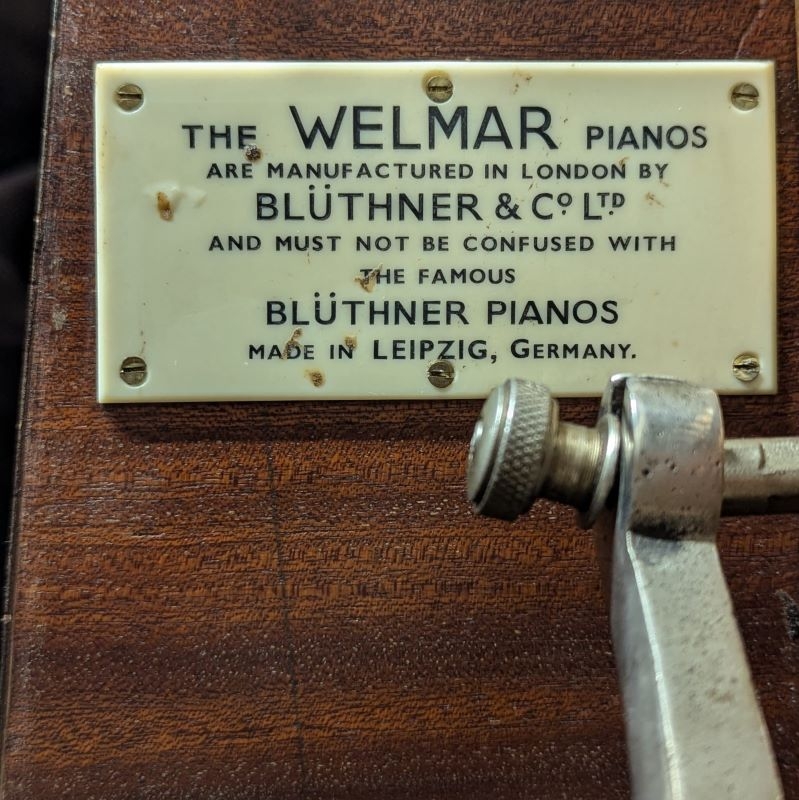 THE WELMAR PIANOS
ARE MANUFACTURED IN LONDON BY
BLÜTHNER & Cº LTD
AND MUST NOT BE CONFUSED WITH
THE FAMOUS
BLÜTHNER PIANOS
MADE IN LEIPZIG, GERMANY.